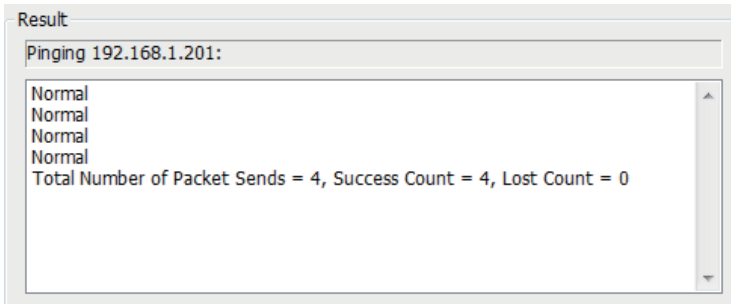 Result
Pinging 192.168.1.201:
Normal
Normal
Normal
Normal
Total Number of Packet Sends = 4, Success Count = 4, Lost Count = 0